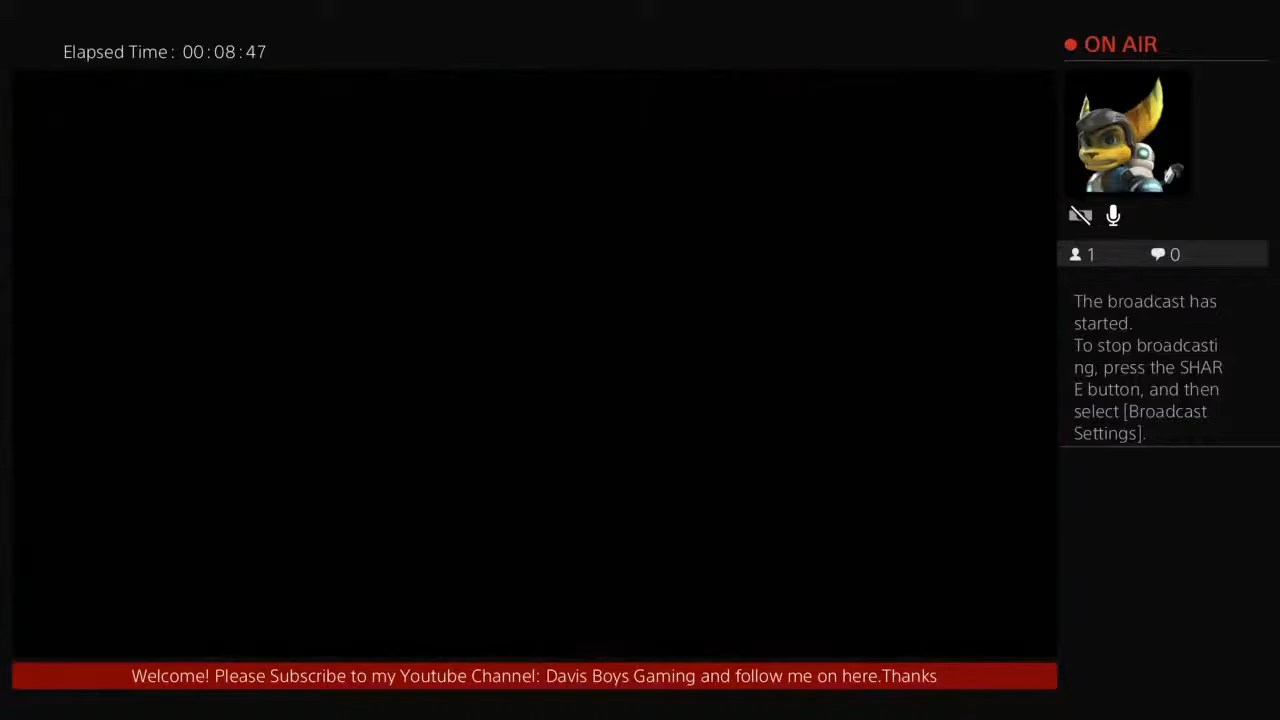 Elapsed Time: 00:08:47
ON AIR
1 0
The broadcast has
started.
To stop broadcasti
ng, press the SHAR
E button, and then
select [Broadcast
Settings].
Welcome! Please Subscribe to my Youtube Channel: Davis Boys Gaming and follow me on here.Thanks